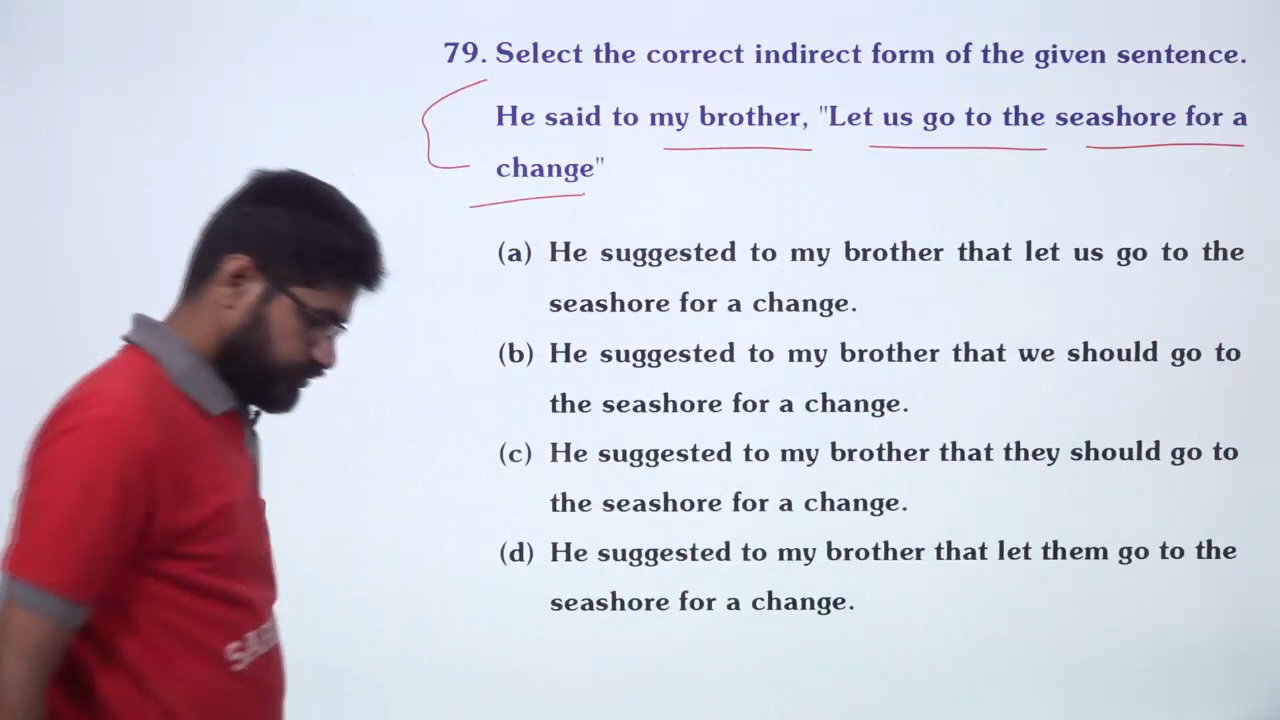 79. Select the correct indirect form of the given sentence.
He said to my brother, "Let us go to the seashore for a
change"
(a) He suggested to my brother that let us go to the
seashore for a change.
(b) He suggested to my brother that we should go to
the seashore for a change.
(c) He suggested to my brother that they should go to
the seashore for a change.
(d) He suggested to my brother that let them go to the
seashore for a change.